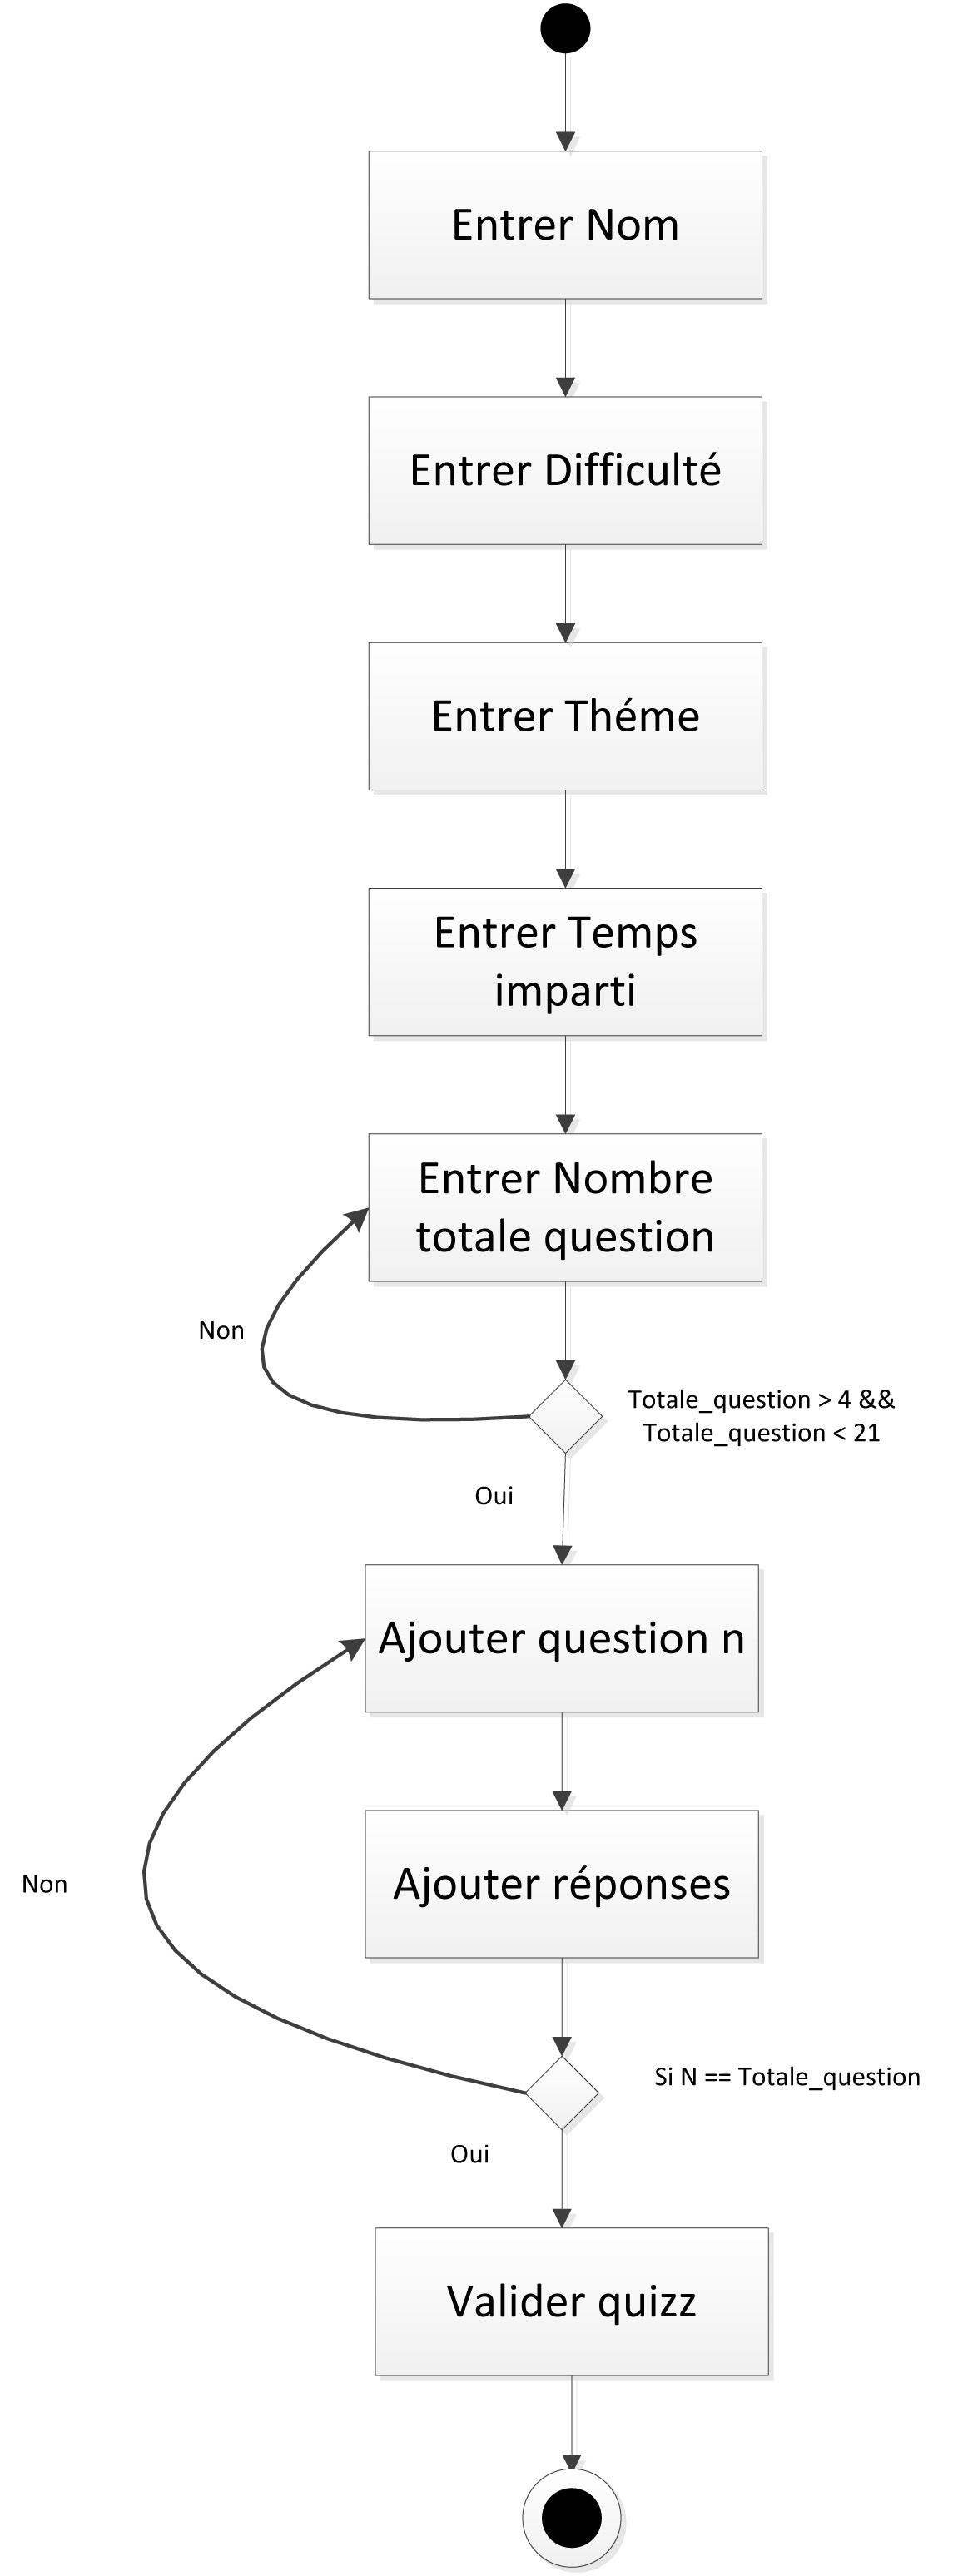 Entrer Nom
Entrer Difficulté
Entrer Théme
Entrer Temps
imparti
Entrer Nombre
totale question
Non
Totale_question > 4 &&
Totale_question < 21
Oui
Ajouter question n
Ajouter réponses
Non
Si N == Totale_question
Oui
Valider quizz